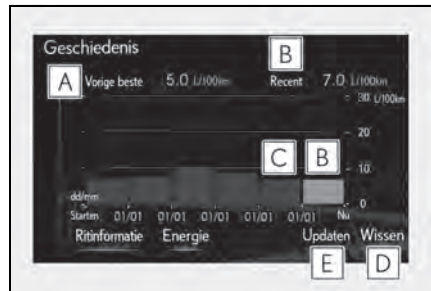 Geschiedenis
B
A Vorige beste 5.0 L/100km Recent 7.0 L/100km
30 L/100km
20
C B
10
dd/mm
0
Starten 01/01 01/01 01/01 01/01 01/01 Nu
Ritinformatie Energie Updaten Wissen
E D